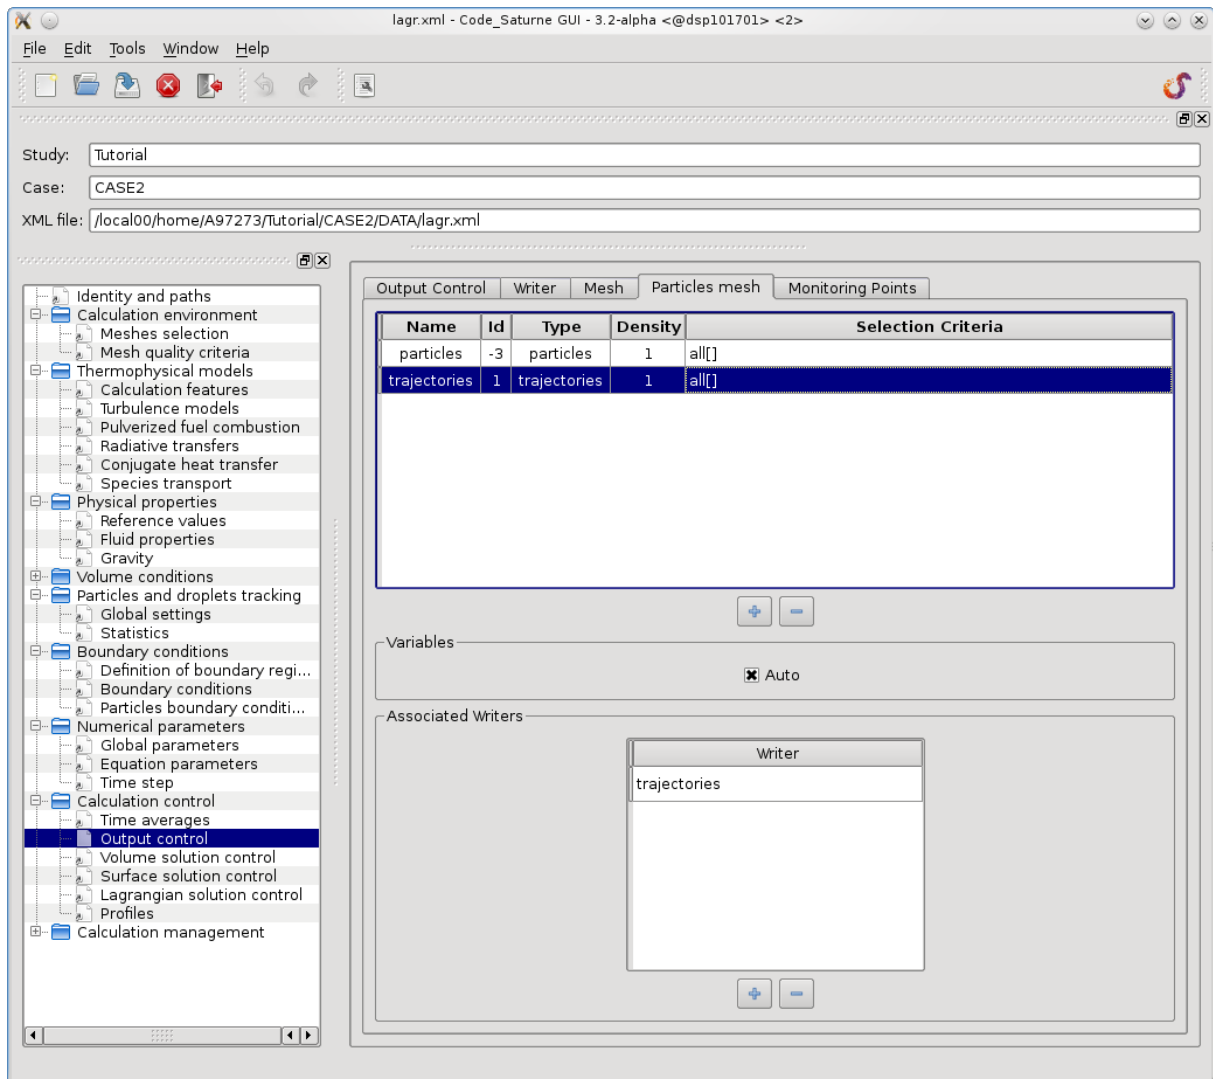 lagr.xml - Code_Saturne GUI - 3.2-alpha <@dsp101701> <2>
File Edit Tools Window Help
Study: Tutorial
Case: CASE2
XML file: /local00/home/A97273/Tutorial/CASE2/DATA/lagr.xml
Identity and paths
Calculation environment
Meshes selection
Mesh quality criteria
Thermophysical models
Calculation features
Turbulence models
Pulverized fuel combustion
Radiative transfers
Conjugate heat transfer
Species transport
Physical properties
Reference values
Fluid properties
Gravity
Volume conditions
Particles and droplets tracking
Global settings
Statistics
Boundary conditions
Definition of boundary regi...
Boundary conditions
Particles boundary conditi...
Numerical parameters
Global parameters
Equation parameters
Time step
Calculation control
Time averages
Output control
Volume solution control
Surface solution control
Lagrangian solution control
Profiles
Calculation management
Output Control Writer Mesh Particles mesh Monitoring Points
Name Id Type Density Selection Criteria
particles -3 particles 1 all[]
trajectories 1 trajectories 1 all[]
Variables
Auto
Associated Writers
Writer
trajectories